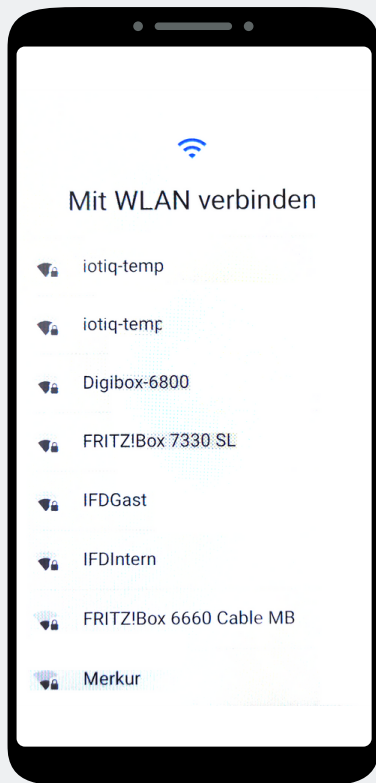 Mit WLAN verbinden
iotiq-temp
iotiq-temp
Digibox-6800
FRITZ!Box 7330 SL
IFDGast
IFDIntern
FRITZ!Box 6660 Cable MB
Merkur